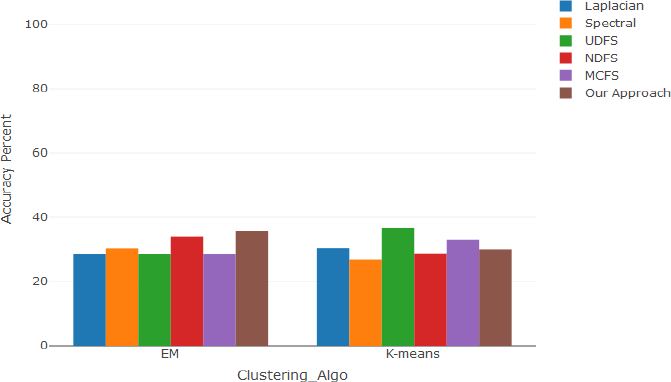 Laplacian
Spectral
UDFS
NDFS
MCFS
Our Approach
100
80
60
40
20
0
Accuracy Percent
EM
K-means
Clustering_Algo